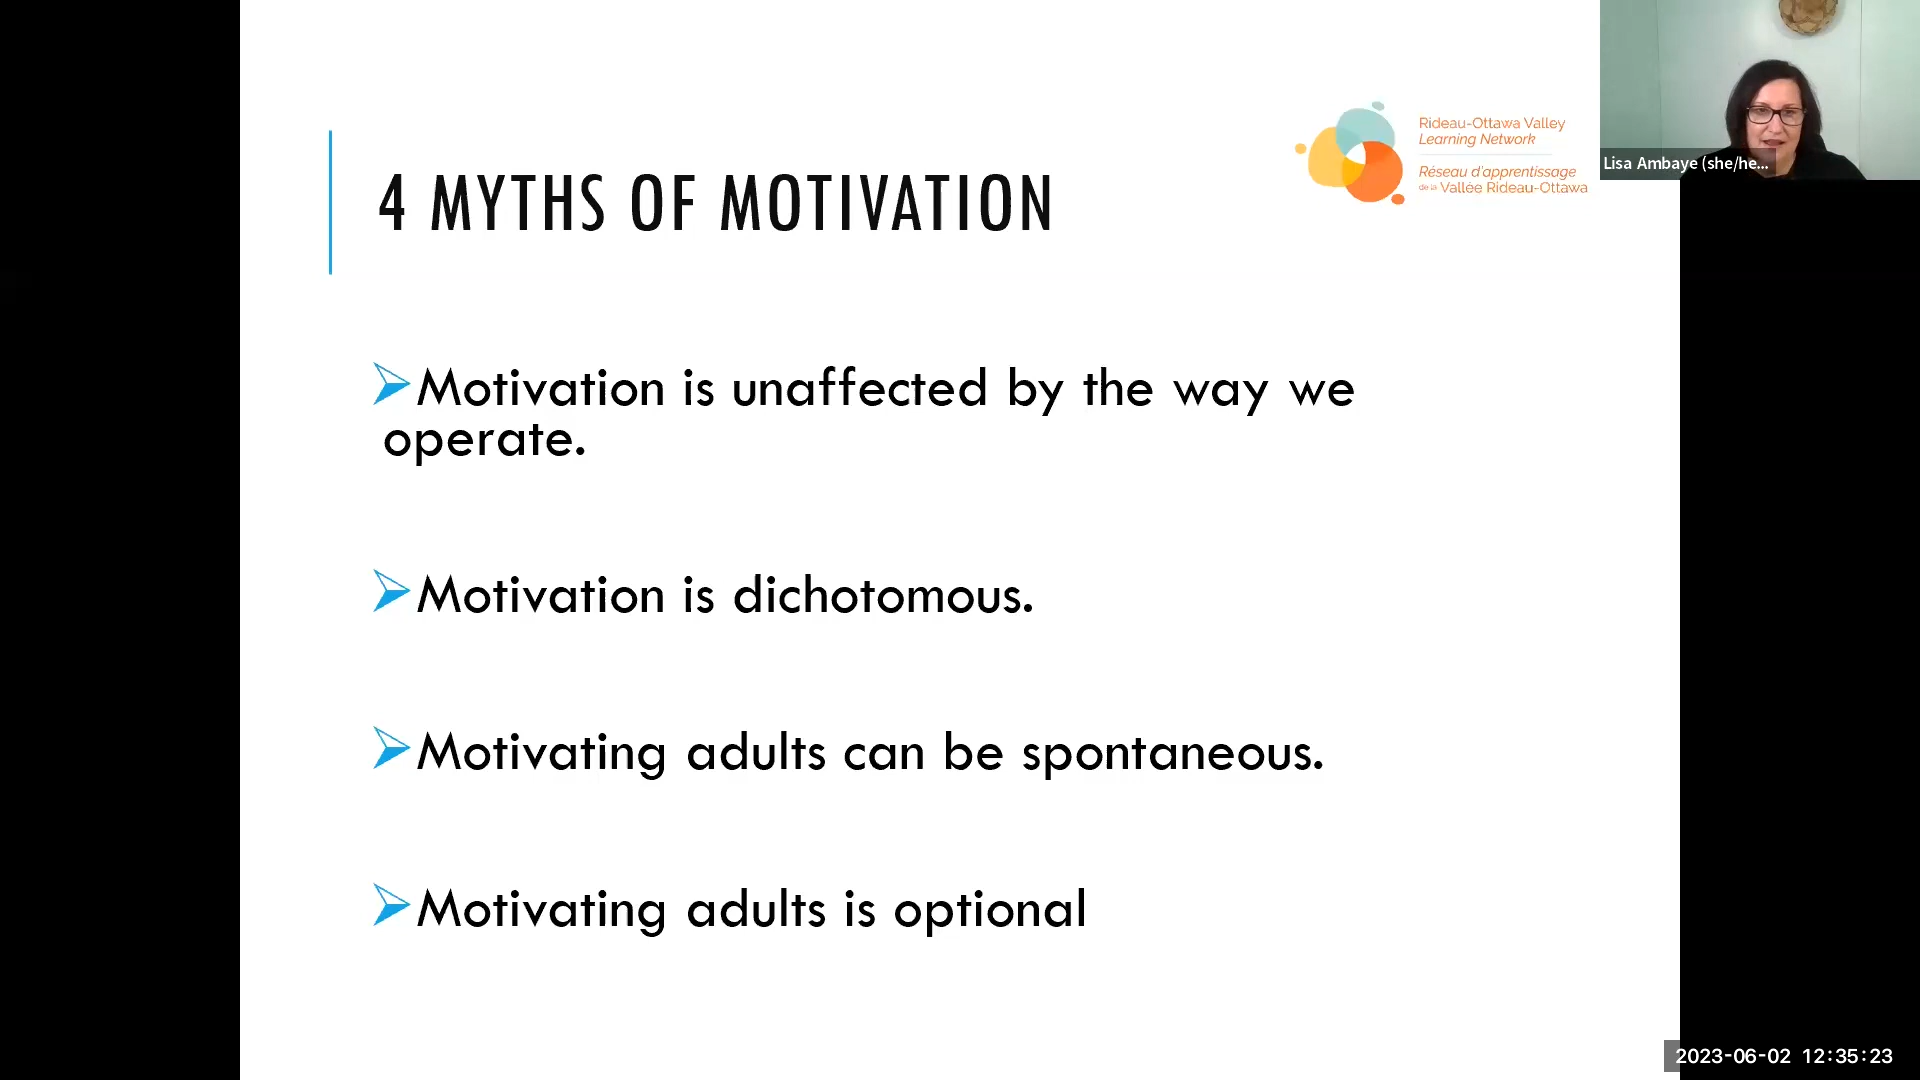 4 MYTHS OF MOTIVATION
Rideau-Ottawa Valley
Learning Network
Réseau d'apprentissage
de la Vallée Rideau-Ottawa
Lisa Ambaye (she/he...
Motivation is unaffected by the way we
operate.
Motivation is dichotomous.
Motivating adults can be spontaneous.
Motivating adults is optional
2023-06-02 12:35:23